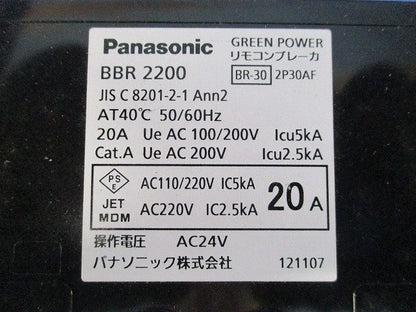 Panasonic GREEN POWER
リモコンブレーカ
BBR 2200 BR-30 2P30AF
JIS C 8201-2-1 Ann2
AT40℃ 50/60Hz
20A Ue AC 100/200V Icu5kA
Cat.A Ue AC 200V Icu2.5kA
PS E AC110/220V IC5kA 20A
JET
MDM AC220V IC2.5kA
操作電圧 AC24V
パナソニック株式会社 121107